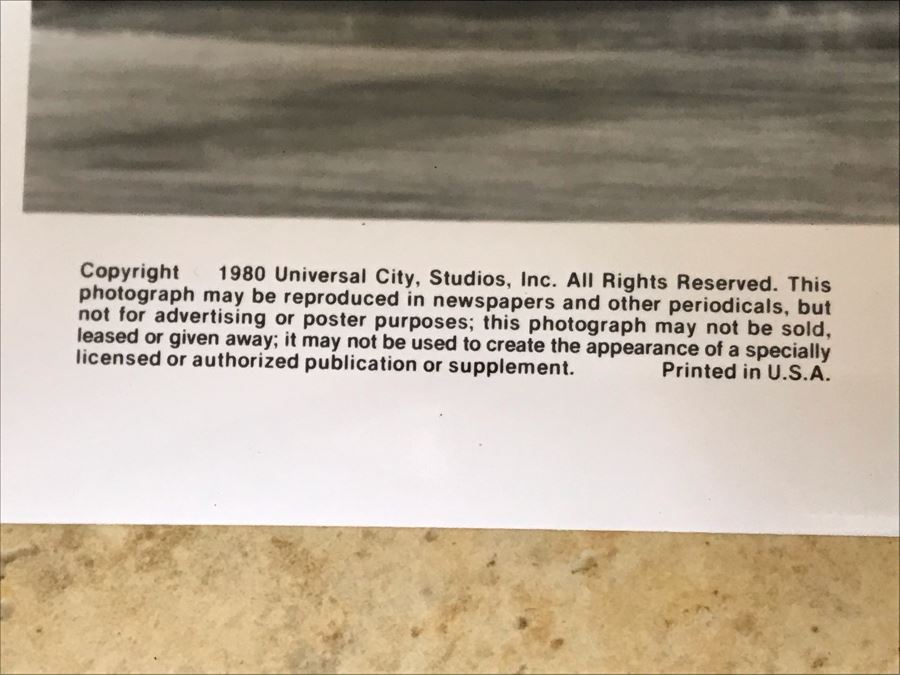 Copyright 1980 Universal City, Studios, Inc. All Rights Reserved. This
photograph may be reproduced in newspapers and other periodicals, but
not for advertising or poster purposes; this photograph may not be sold,
leased or given away; it may not be used to create the appearance of a specially
licensed or authorized publication or supplement. Printed in U.S.A.